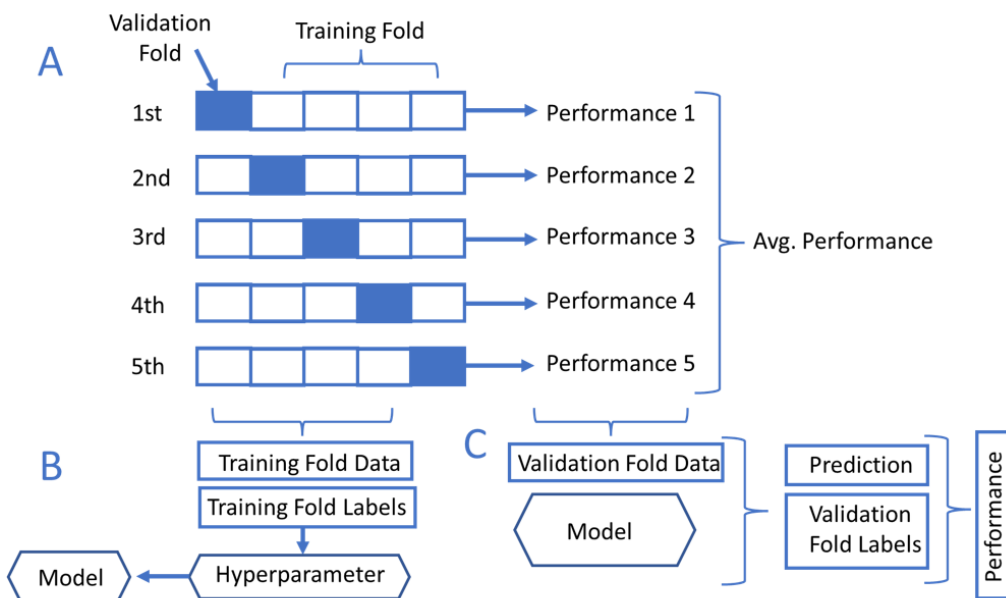 A
Validation
Fold
Training Fold
1st
Performance 1
2nd
Performance 2
3rd
Performance 3
Avg. Performance
4th
Performance 4
5th
Performance 5
B
Training Fold Data
Training Fold Labels
Hyperparameter
Model
C
Validation Fold Data
Model
Prediction
Validation
Fold Labels
Performance